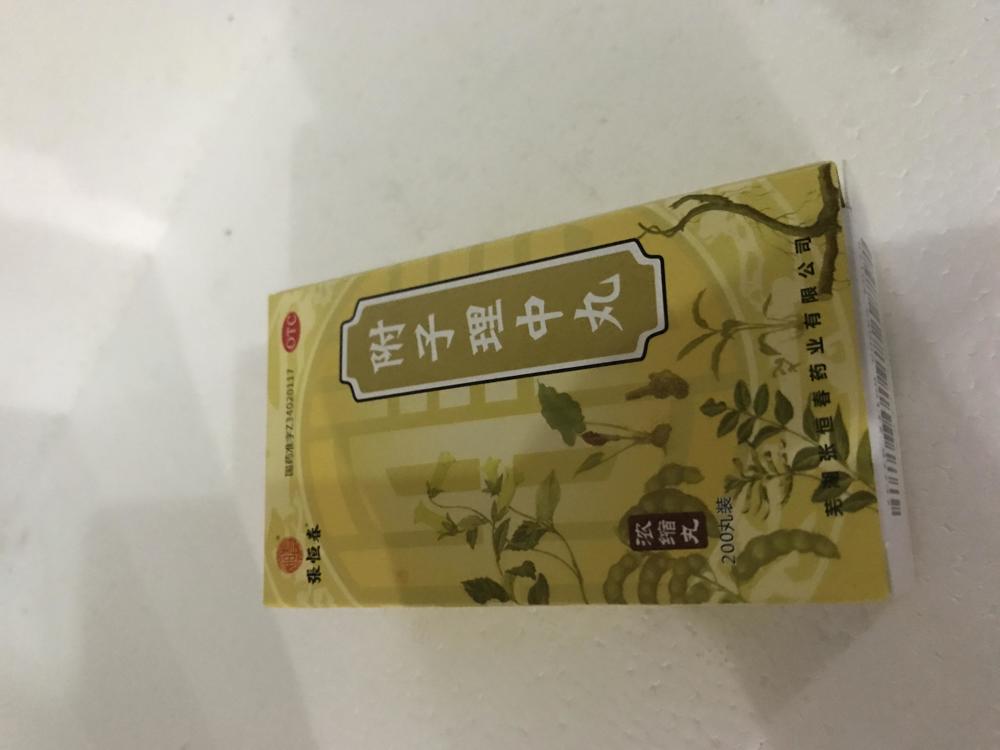 張恒春
国药准字Z34020117
OTC
附子理中丸
浓缩丸
200丸装
芜湖张恒春药业有限公司